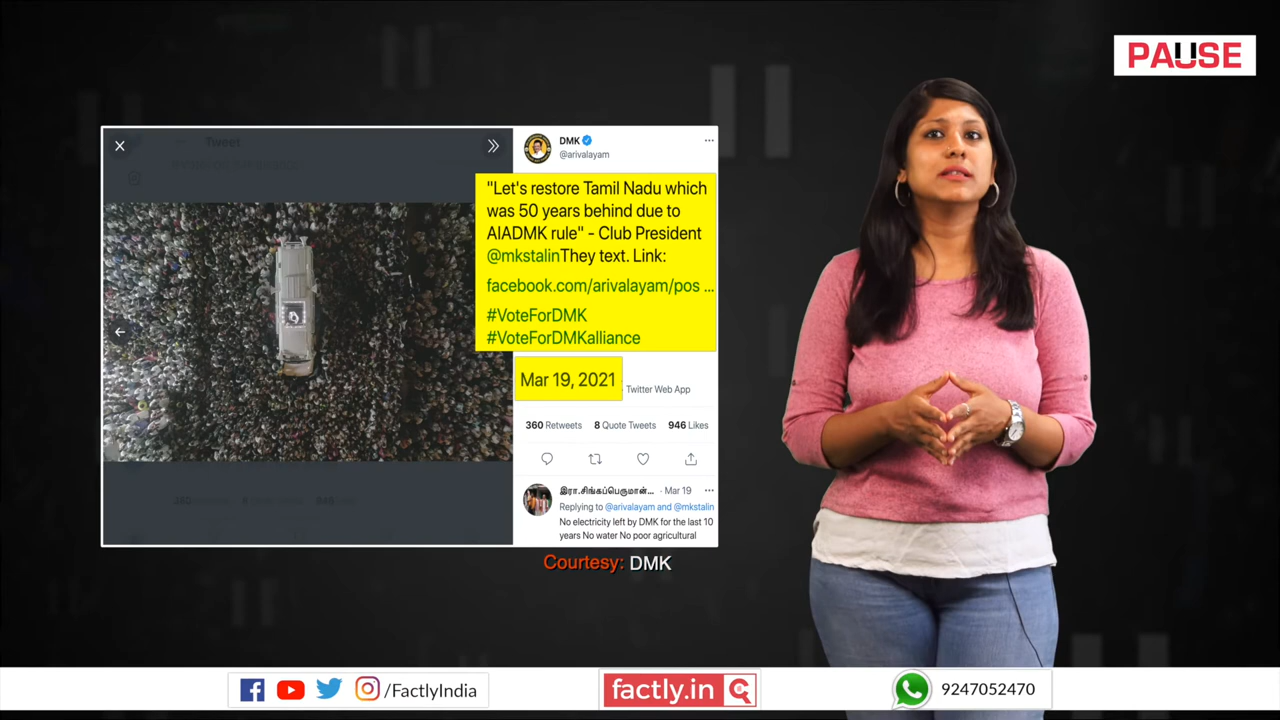 PAUSE
Tweet
DMK
@arivalayam
"Let's restore Tamil Nadu which
was 50 years behind due to
AIADMK rule" - Club President
@mkstalinThey text. Link:
facebook.com/arivalayam/pos ...
#VoteForDMK
#VoteForDMKalliance
Mar 19, 2021
Twitter Web App
360 Retweets 8 Quote Tweets 946 Likes
இரா.சிங்கப்பெருமான்... · Mar 19
Replying to @arivalayam and @mkstalin
No electricity left by DMK for the last 10
years No water No poor agricultural
Courtesy: DMK
/FactlyIndia
factly.in
9247052470